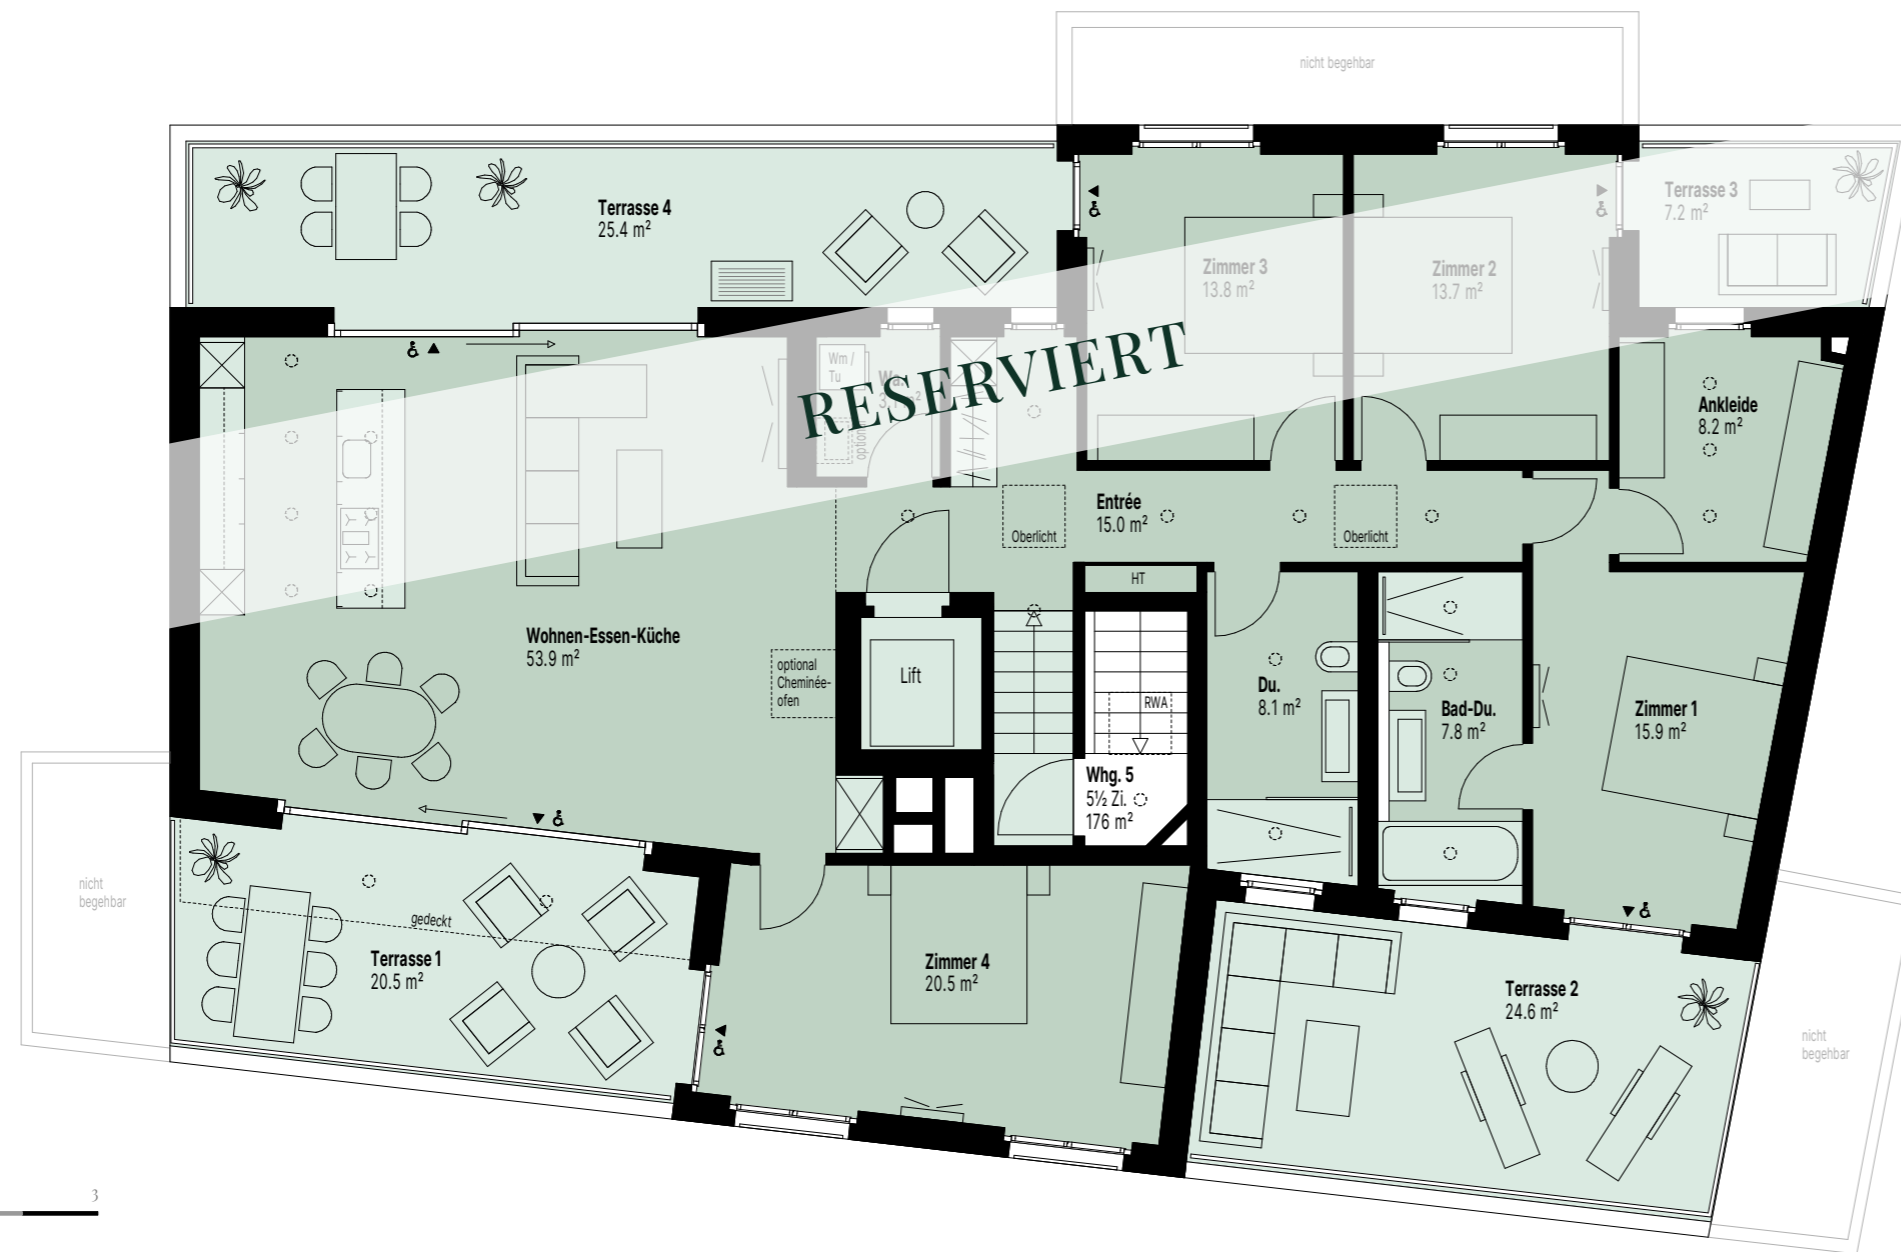 nicht begehbar
Terrasse 4
25.4 m²
Terrasse 3
7.2 m²
Zimmer 3
13.8 m²
Zimmer 2
13.7 m²
Wm /
Tu
optional
RESERVIERT
Ankleide
8.2 m²
Entrée
15.0 m²
Oberlicht
Oberlicht
HT
Wohnen-Essen-Küche
53.9 m²
optional
Cheminée-
ofen
Lift
RWA
Du.
8.1 m²
Bad-Du.
7.8 m²
Zimmer 1
15.9 m²
Whg. 5
5½ Zi.
176 m²
nicht
begehbar
gedeckt
Terrasse 1
20.5 m²
Zimmer 4
20.5 m²
Terrasse 2
24.6 m²
nicht
begehbar
3